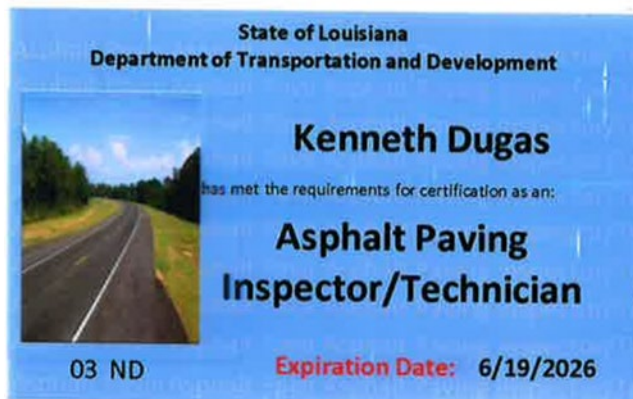 State of Louisiana
Department of Transportation and Development
Kenneth Dugas
has met the requirements for certification as an:
Asphalt Paving
Inspector/Technician
03 ND
Expiration Date: 6/19/2026